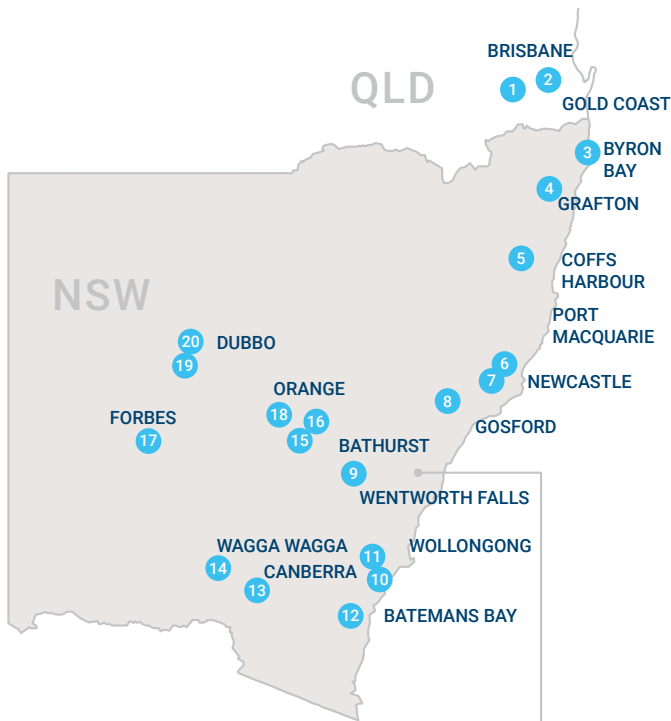 BRISBANE
QLD
1
2
GOLD COAST
3
BYRON
BAY
4
GRAFTON
5
COFFS
HARBOUR
NSW
PORT
MACQUARIE
20
DUBBO
19
6
7
NEWCASTLE
ORANGE
8
18
16
GOSFORD
FORBES
17
15
BATHURST
9
WENTWORTH FALLS
WAGGA WAGGA
WOLLONGONG
11
14
CANBERRA
10
13
12
BATEMANS BAY